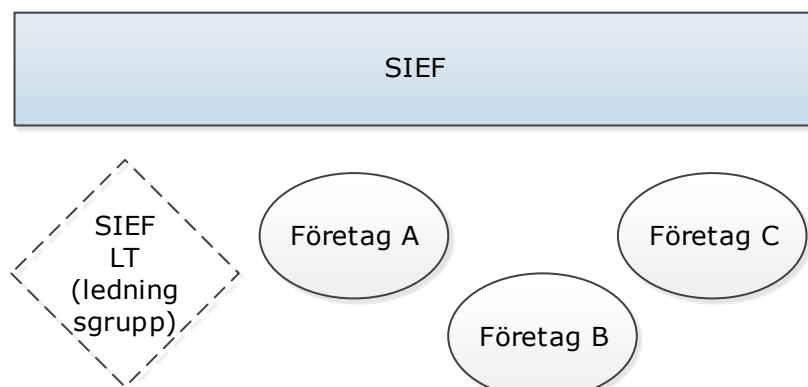 SIEF
SIEF
LT
(ledning
sgrupp)
Företag A
Företag C
Företag B